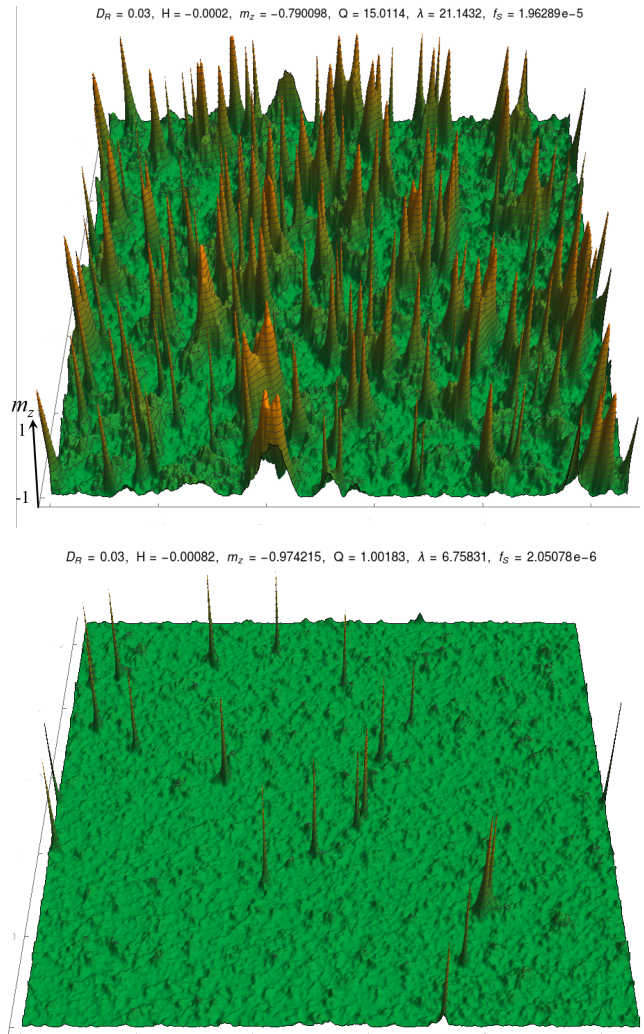 D_R = 0.03, H = −0.0002, m_z = −0.790098, Q = 15.0114, λ = 21.1432, f_S = 1.96289e−5
m_z
1
-1
D_R = 0.03, H = −0.00082, m_z = −0.974215, Q = 1.00183, λ = 6.75831, f_S = 2.05078e−6